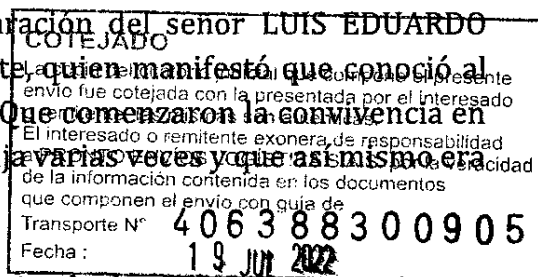 ración del señor LUIS EDUARDO
COTEJADO
te, quien manifestó que conoció al
envío fue cotejada con la presentada por el interesado
Que comenzaron la convivencia en
El interesado o remitente exonera de responsabilidad
ja varias veces y que así mismo era
de la información contenida en los documentos
que componen el envío con guía de
Transporte N° 406388300905
Fecha : 19 JUL 2022